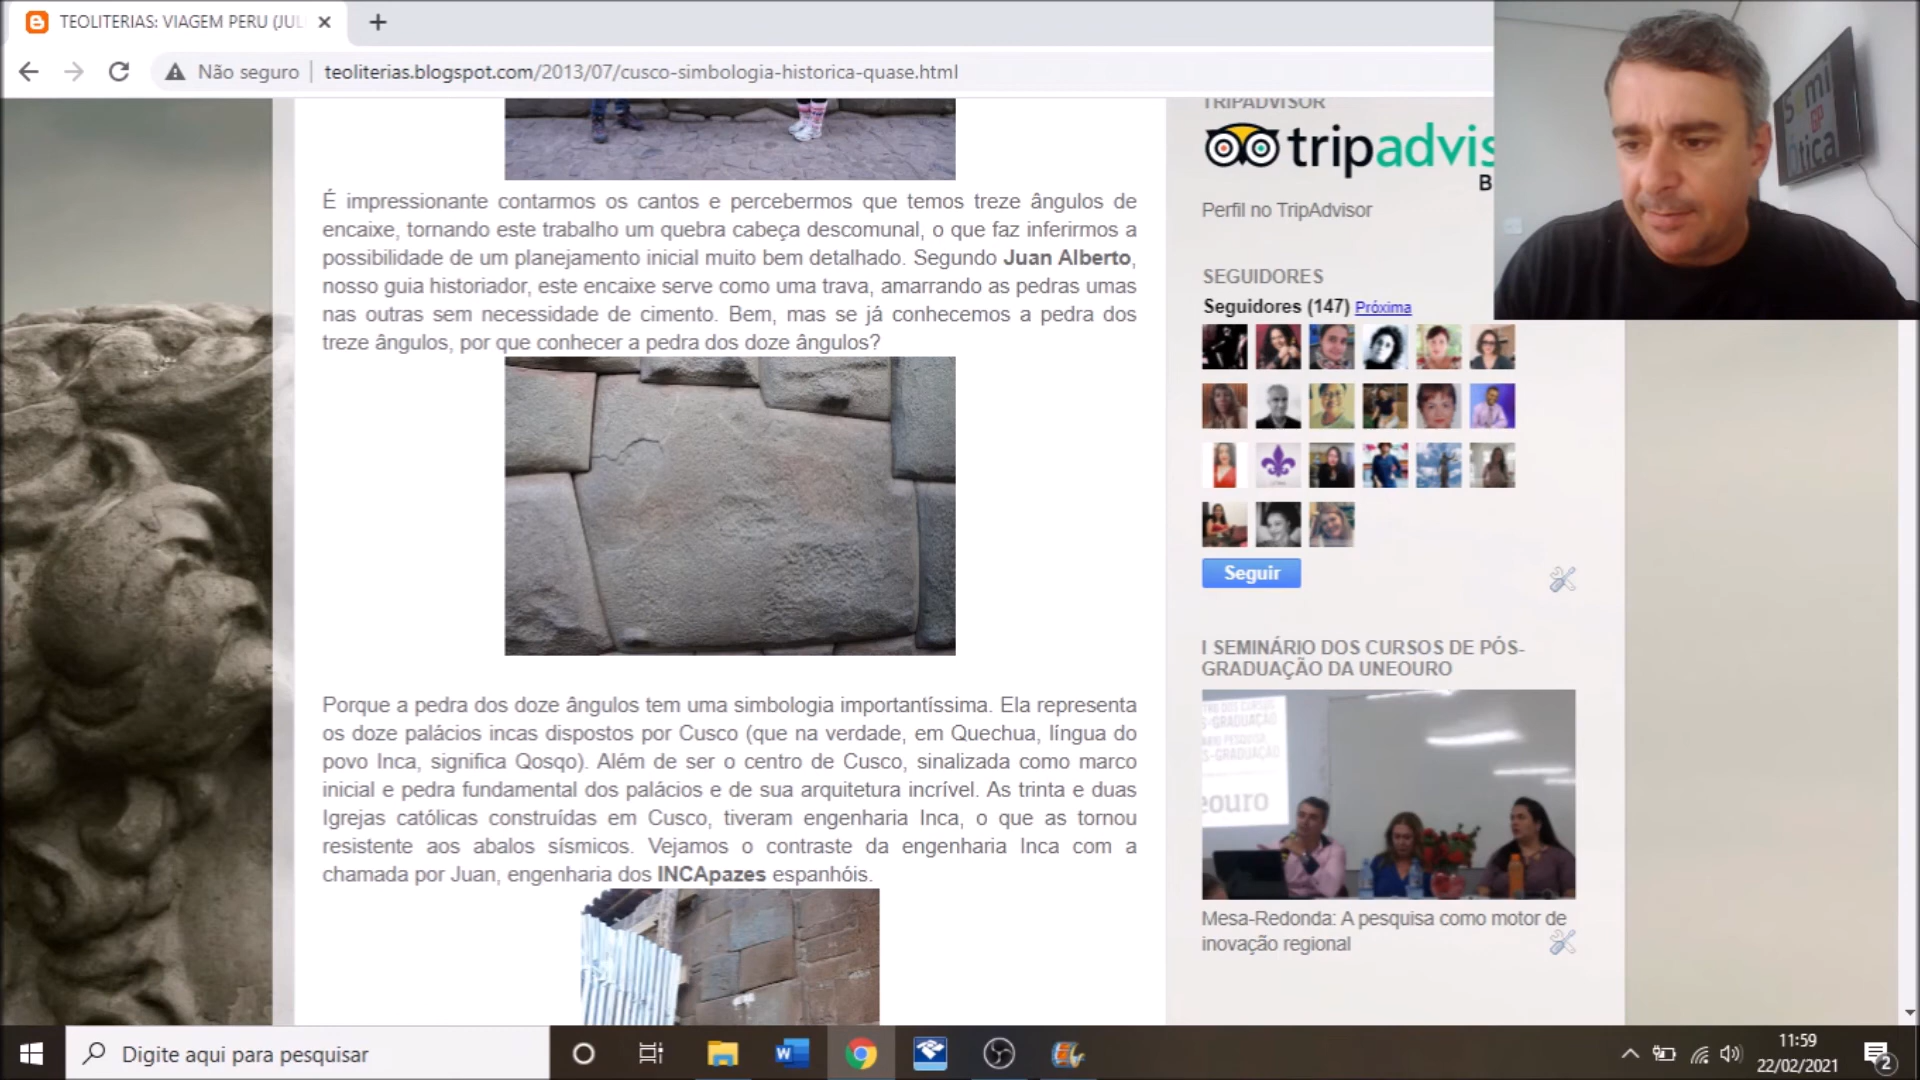 TEOLITERIAS: VIAGEM PERU (JUL
Não seguro
teoliterias.blogspot.com/2013/07/cusco-simbologia-historica-quase.html
É impressionante contarmos os cantos e percebermos que temos treze ângulos de
encaixe, tornando este trabalho um quebra cabeça descomunal, o que faz inferirmos a
possibilidade de um planejamento inicial muito bem detalhado. Segundo Juan Alberto,
nosso guia historiador, este encaixe serve como uma trava, amarrando as pedras umas
nas outras sem necessidade de cimento. Bem, mas se já conhecemos a pedra dos
treze ângulos, por que conhecer a pedra dos doze ângulos?
Porque a pedra dos doze ângulos tem uma simbologia importantíssima. Ela representa
os doze palácios incas dispostos por Cusco (que na verdade, em Quechua, língua do
povo Inca, significa Qosqo). Além de ser o centro de Cusco, sinalizada como marco
inicial e pedra fundamental dos palácios e de sua arquitetura incrível. As trinta e duas
Igrejas católicas construídas em Cusco, tiveram engenharia Inca, o que as tornou
resistente aos abalos sísmicos. Vejamos o contraste da engenharia Inca com a
chamada por Juan, engenharia dos INCApazes espanhóis.
TRIPADVISOR
tripadvis
B
Perfil no TripAdvisor
SEGUIDORES
Seguidores (147) Próxima
Seguir
I SEMINÁRIO DOS CURSOS DE PÓS-
GRADUAÇÃO DA UNEOURO
S-GRADUAÇÃO
eouro
Mesa-Redonda: A pesquisa como motor de
inovação regional
semi
GP
ótica
Digite aqui para pesquisar
11:59
22/02/2021
2